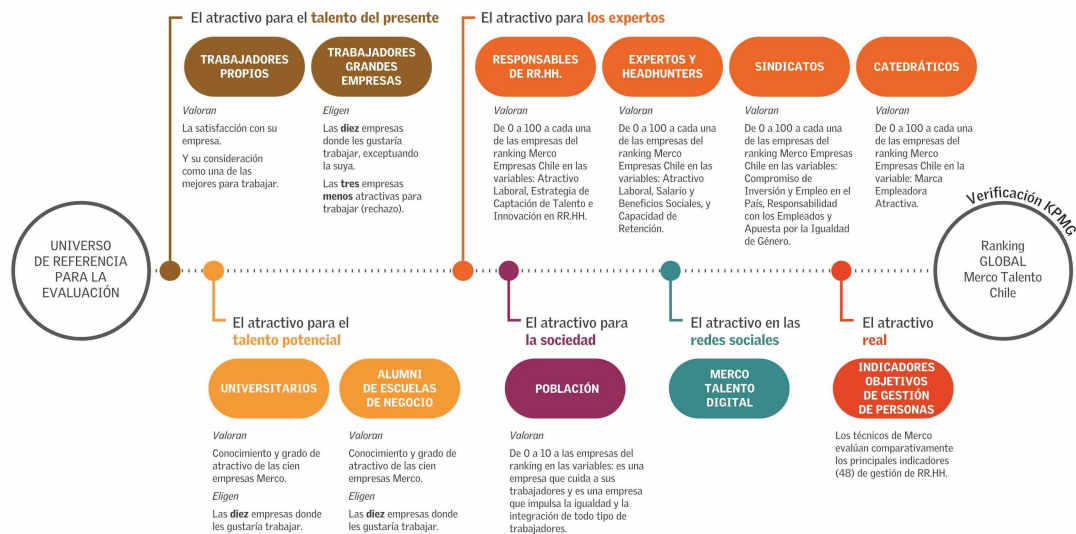 El atractivo para el talento del presente
TRABAJADORES
PROPIOS
Valoran
La satisfacción con su
empresa.
Y su consideración
como una de las
mejores para trabajar.
TRABAJADORES
GRANDES
EMPRESAS
Eligen
Las diez empresas
donde les gustaría
trabajar, exceptuando
la suya.
Las tres empresas
menos atractivas para
trabajar (rechazo).
El atractivo para los expertos
RESPONSABLES
DE RR.HH.
Valoran
De 0 a 100 a cada una
de las empresas del
ranking Merco
Empresas Chile en las
variables: Atractivo
Laboral, Estrategia de
Captación de Talento e
Innovación en RR.HH.
EXPERTOS Y
HEADHUNTERS
Valoran
De 0 a 100 a cada una
de las empresas del
ranking Merco
Empresas Chile en las
variables: Atractivo
Laboral, Salario y
Beneficios Sociales, y
Capacidad de
Retención.
SINDICATOS
Valoran
De 0 a 100 a cada una
de las empresas del
ranking Merco Empresas
Chile en las variables:
Compromiso de
Inversión y Empleo en el
País, Responsabilidad
con los Empleados y
Apuesta por la Igualdad
de Género.
CATEDRÁTICOS
Valoran
De 0 a 100 a cada una
de las empresas del
ranking Merco
Empresas Chile en la
variable: Marca
Empleadora
Atractiva.
UNIVERSO
DE REFERENCIA
PARA LA
EVALUACIÓN
Verificación KPMG
Ranking
GLOBAL
Merco Talento
Chile
El atractivo para el
talento potencial
UNIVERSITARIOS
Valoran
Conocimiento y grado de
atractivo de las cien
empresas Merco.
Eligen
Las diez empresas donde
les gustaría trabajar.
ALUMNI
DE ESCUELAS
DE NEGOCIO
Valoran
Conocimiento y grado de
atractivo de las cien
empresas Merco.
Eligen
Las diez empresas donde
les gustaría trabajar.
El atractivo para
la sociedad
POBLACIÓN
Valoran
De 0 a 10 a las empresas del
ranking en las variables: es una
empresa que cuida a sus
trabajadores y es una empresa
que impulsa la igualdad y la
integración de todo tipo de
trabajadores.
El atractivo en las
redes sociales
MERCO
TALENTO
DIGITAL
El atractivo
real
INDICADORES
OBJETIVOS
DE GESTIÓN
DE PERSONAS
Los técnicos de Merco
evalúan comparativamente
los principales indicadores
(48) de gestión de RR.HH.